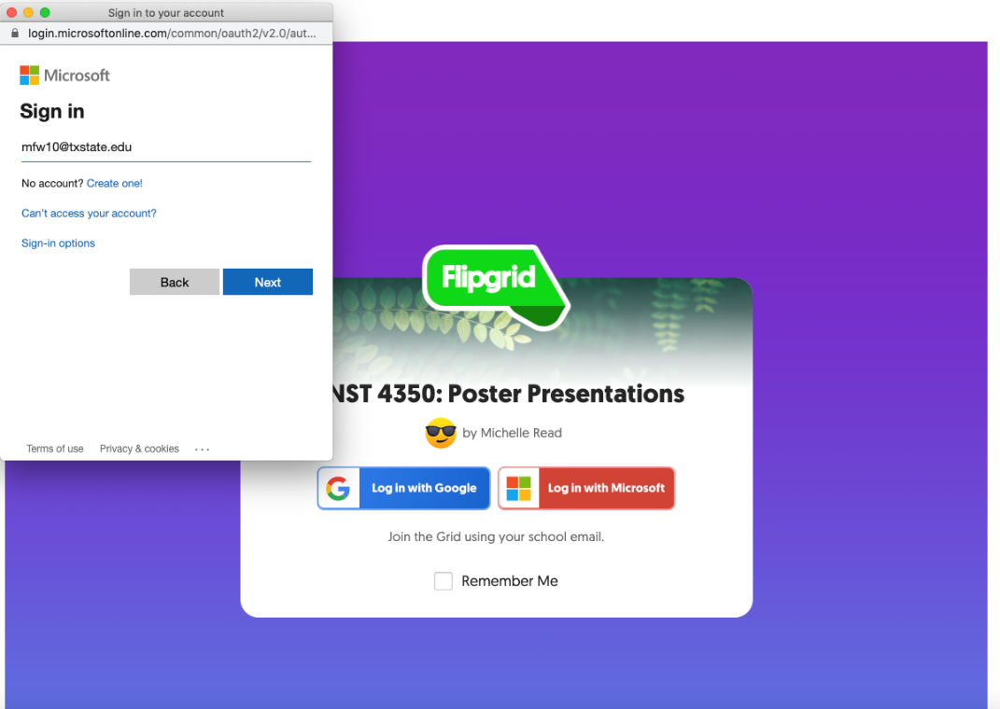 Sign in to your account
login.microsoftonline.com/common/oauth2/v2.0/aut...
Microsoft
Sign in
mfw10@txstate.edu
No account? Create one!
Can't access your account?
Sign-in options
Back
Next
Terms of use
Privacy & cookies
...
Flipgrid
NST 4350: Poster Presentations
by Michelle Read
Log in with Google
Log in with Microsoft
Join the Grid using your school email.
Remember Me